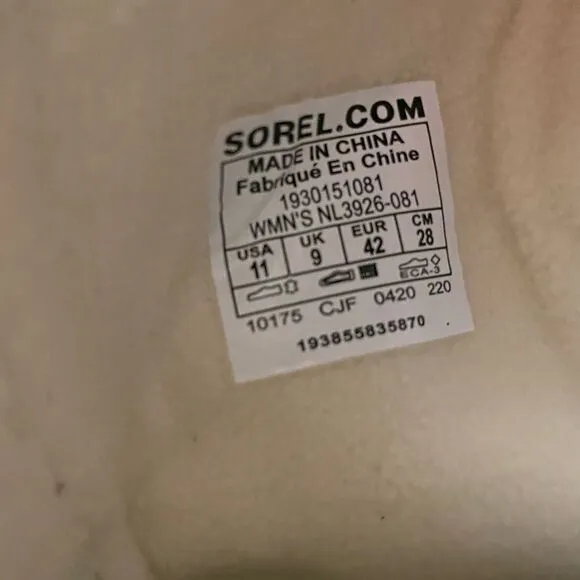 SOREL.COM
MADE IN CHINA
Fabriqué En Chine
1930151081
WMN'S NL3926-081
USA UK EUR CM
11 9 42 28
ECA-3
10175 CJF 0420 220
193855835870